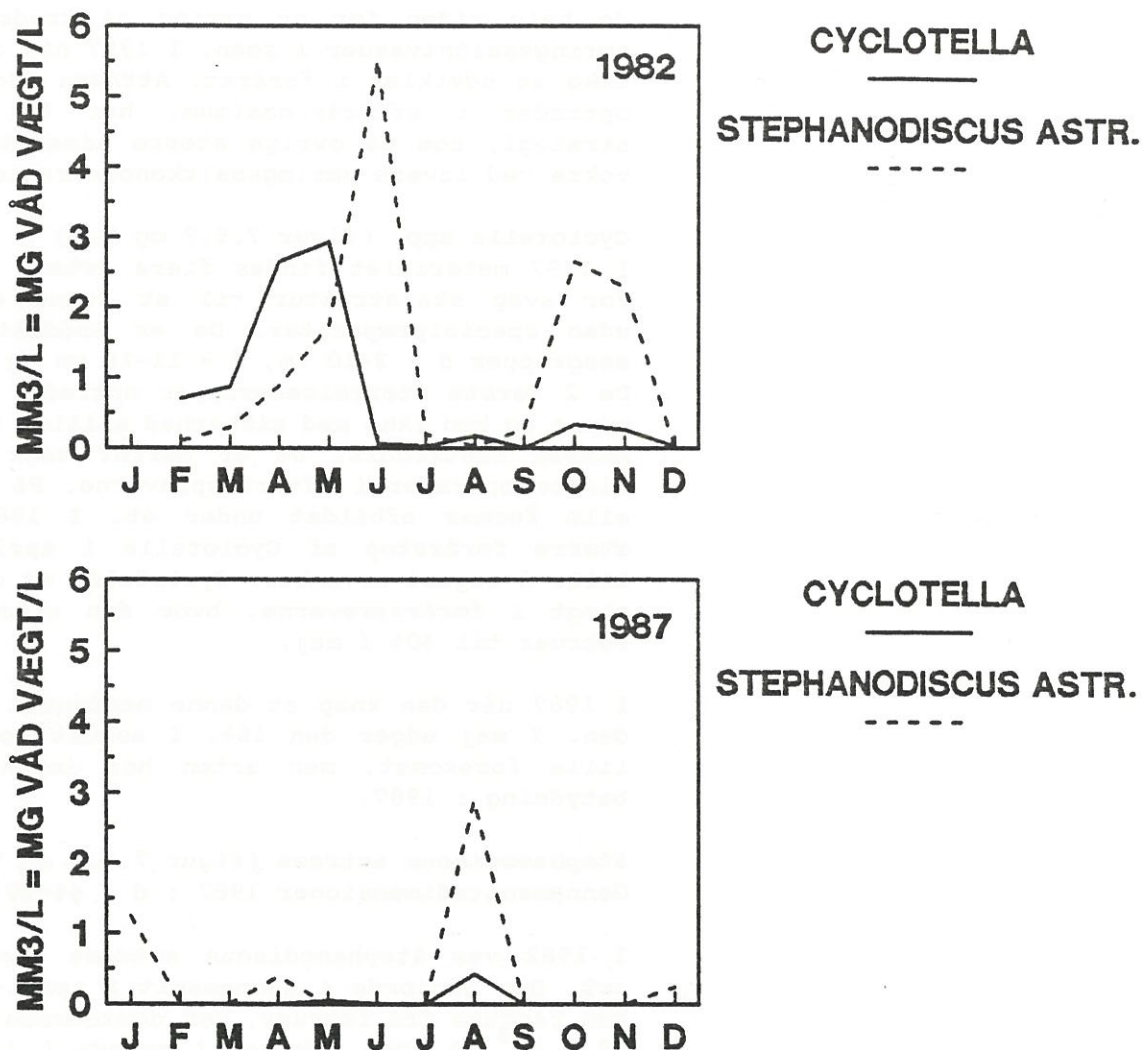 MM3/L = MG VÅD VÆGT/L
6
5
4
3
2
1
0
1982
J F M A M J J A S O N D
CYCLOTELLA
STEPHANODISCUS ASTR.
MM3/L = MG VÅD VÆGT/L
6
5
4
3
2
1
0
1987
J F M A M J J A S O N D
CYCLOTELLA
STEPHANODISCUS ASTR.